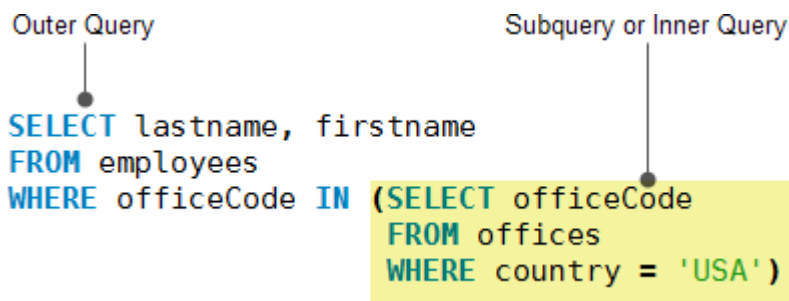 Outer Query Subquery or Inner Query
SELECT lastname, firstname
FROM employees
WHERE officeCode IN (SELECT officeCode
FROM offices
WHERE country = 'USA')